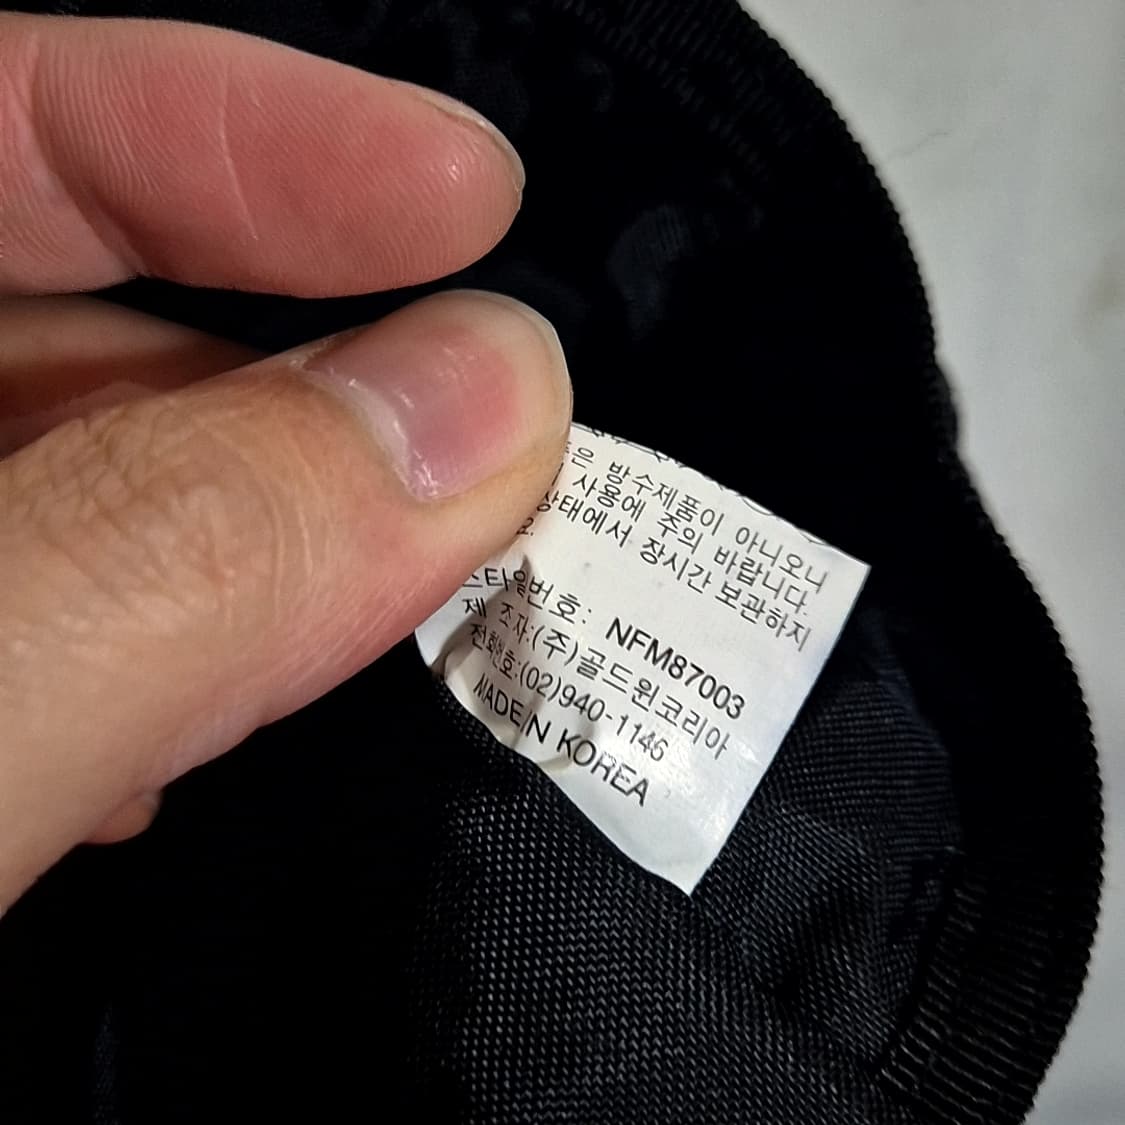 은 방수제품이 아니오니
사용에 주의 바랍니다.
상태에서 장시간 보관하지
요.
스타일번호: NFM87003
제 조자:(주)골드윈코리아
전화번호:(02)940-1146
MADE IN KOREA